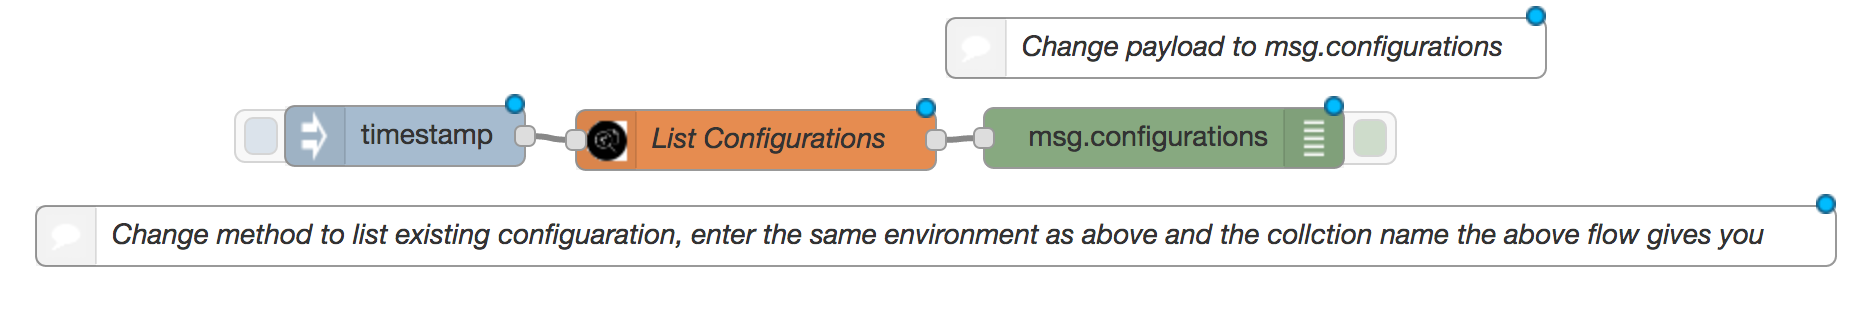 Change payload to msg.configurations
timestamp
List Configurations
msg.configurations
Change method to list existing configuaration, enter the same environment as above and the collction name the above flow gives you